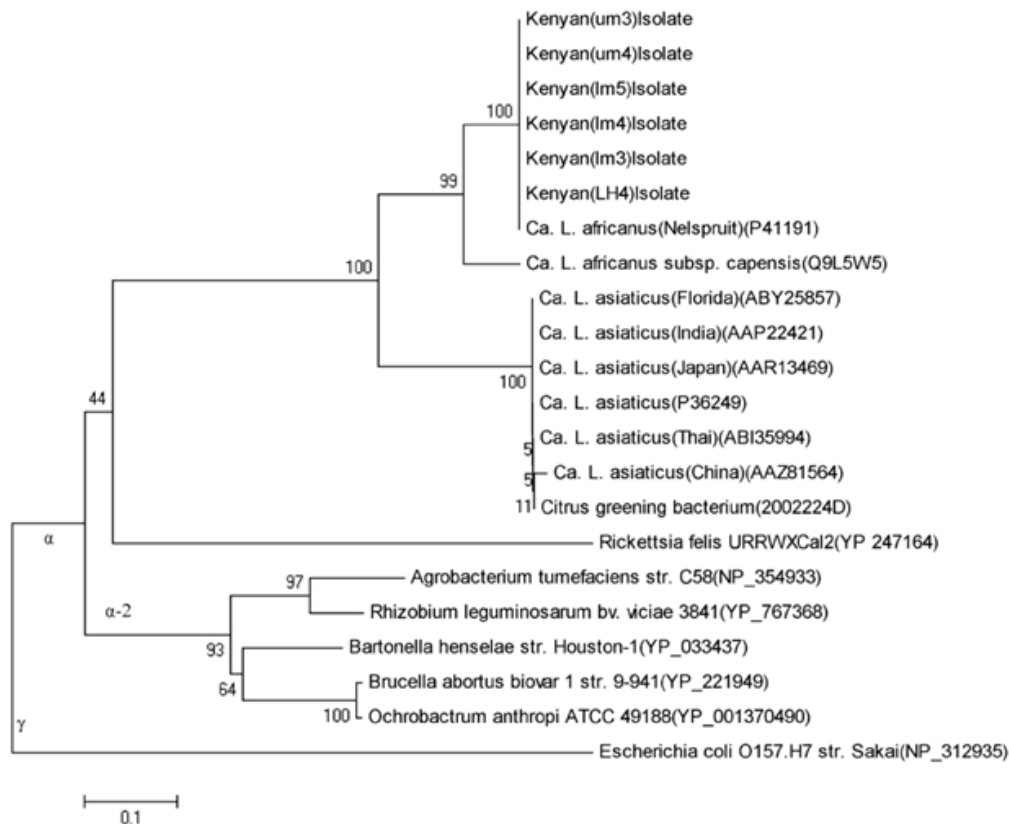 Kenyan(um3)Isolate
Kenyan(um4)Isolate
Kenyan(lm5)Isolate
100
Kenyan(lm4)Isolate
Kenyan(lm3)Isolate
99
Kenyan(LH4)Isolate
Ca. L. africanus(Nelspruit)(P41191)
100
Ca. L. africanus subsp. capensis(Q9L5W5)
Ca. L. asiaticus(Florida)(ABY25857)
Ca. L. asiaticus(India)(AAP22421)
Ca. L. asiaticus(Japan)(AAR13469)
100
44
Ca. L. asiaticus(P36249)
Ca. L. asiaticus(Thai)(ABI35994)
5
Ca. L. asiaticus(China)(AAZ81564)
5
11
Citrus greening bacterium(2002224D)
α
Rickettsia felis URRWXCal2(YP 247164)
97
Agrobacterium tumefaciens str. C58(NP_354933)
α-2
Rhizobium leguminosarum bv. viciae 3841(YP_767368)
93
Bartonella henselae str. Houston-1(YP_033437)
64
Brucella abortus biovar 1 str. 9-941(YP_221949)
100
Ochrobactrum anthropi ATCC 49188(YP_001370490)
γ
Escherichia coli O157.H7 str. Sakai(NP_312935)
0.1